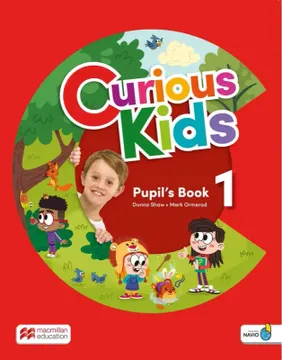 Curious
Kids
Pupil's Book 1
Donna Shaw • Mark Ormerod
macmillan
education
NAVIO